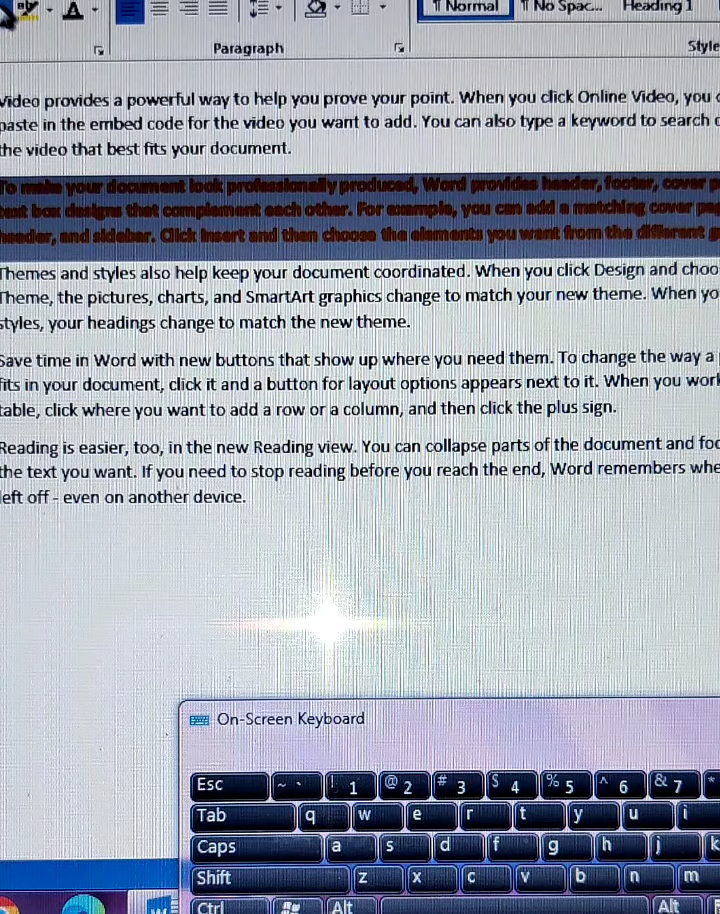 Normal No Spac... Heading 1
Paragraph Style
Video provides a powerful way to help you prove your point. When you click Online Video, you
paste in the embed code for the video you want to add. You can also type a keyword to search
the video that best fits your document.
To make your document look professionally produced, Word provides header, footer, cover
text box designs that complement each other. For example, you can add a matching cover
header, and sidebar. Click Insert and then choose the elements you want from the different
Themes and styles also help keep your document coordinated. When you click Design and choo
Theme, the pictures, charts, and SmartArt graphics change to match your new theme. When yo
styles, your headings change to match the new theme.
Save time in Word with new buttons that show up where you need them. To change the way a
fits in your document, click it and a button for layout options appears next to it. When you work
table, click where you want to add a row or a column, and then click the plus sign.
Reading is easier, too, in the new Reading view. You can collapse parts of the document and foc
the text you want. If you need to stop reading before you reach the end, Word remembers whe
left off - even on another device.
On-Screen Keyboard
Esc ~ ` ! 1 @ 2 # 3 $ 4 % 5 ^ 6 & 7 *
Tab q w e r t y u i
Caps a s d f g h j k
Shift z x c v b n m
Ctrl Alt Alt